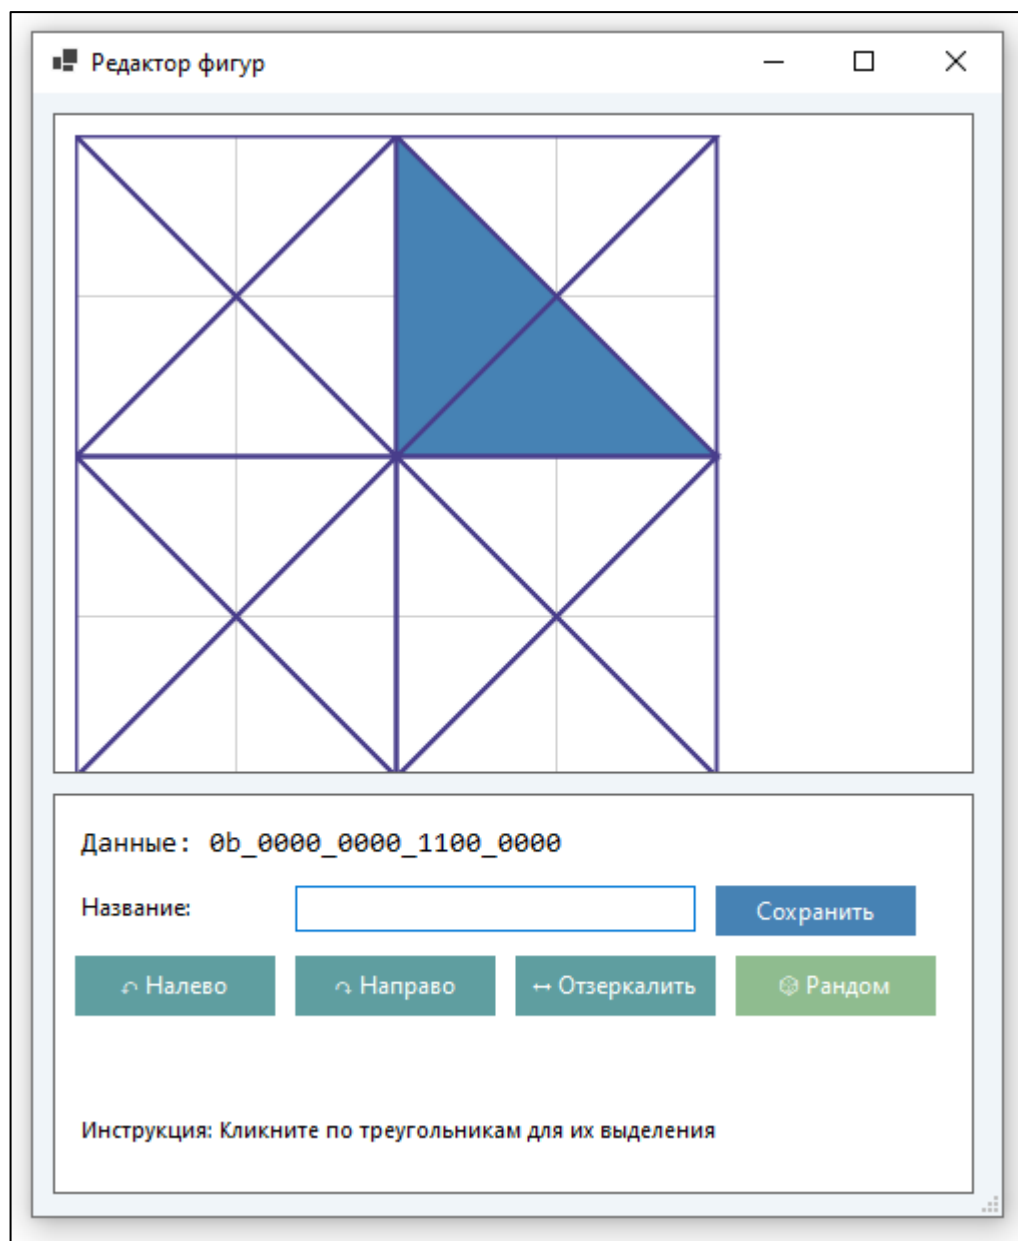 Редактор фигур
Данные: 0b_0000_0000_1100_0000
Название:
Сохранить
↶ Налево
↷ Направо
↔ Отзеркалить
🎲 Рандом
Инструкция: Кликните по треугольникам для их выделения